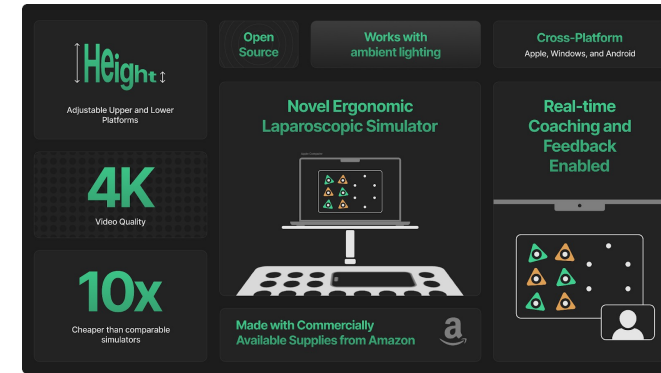 Height
Adjustable Upper and Lower
Platforms
4K
Video Quality
10x
Cheaper than comparable
simulators
Open
Source
Works with
ambient lighting
Novel Ergonomic
Laparoscopic Simulator
Made with Commercially
Available Supplies from Amazon
a
Cross-Platform
Apple, Windows, and Android
Real-time
Coaching and
Feedback
Enabled